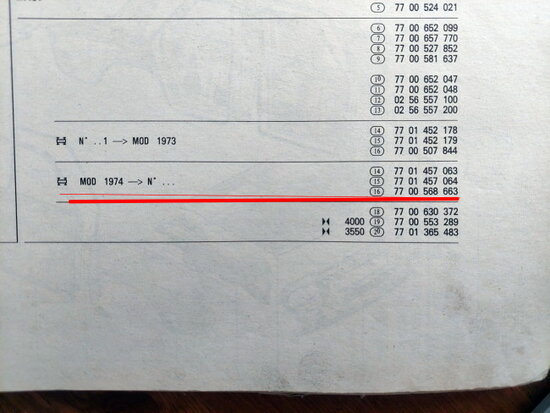 5 77 00 524 021
6 77 00 652 099
7 77 00 657 770
8 77 00 527 852
9 77 00 581 637
10 77 00 652 047
11 77 00 652 048
12 02 56 557 100
13 02 56 557 200
14 77 01 452 178
N° ..1 —> MOD 1973 15 77 01 452 179
16 77 00 507 844
14 77 01 457 063
MOD 1974 —> N° ... 15 77 01 457 064
16 77 00 568 663
18 77 00 630 372
4000 19 77 00 553 289
3550 20 77 01 365 483